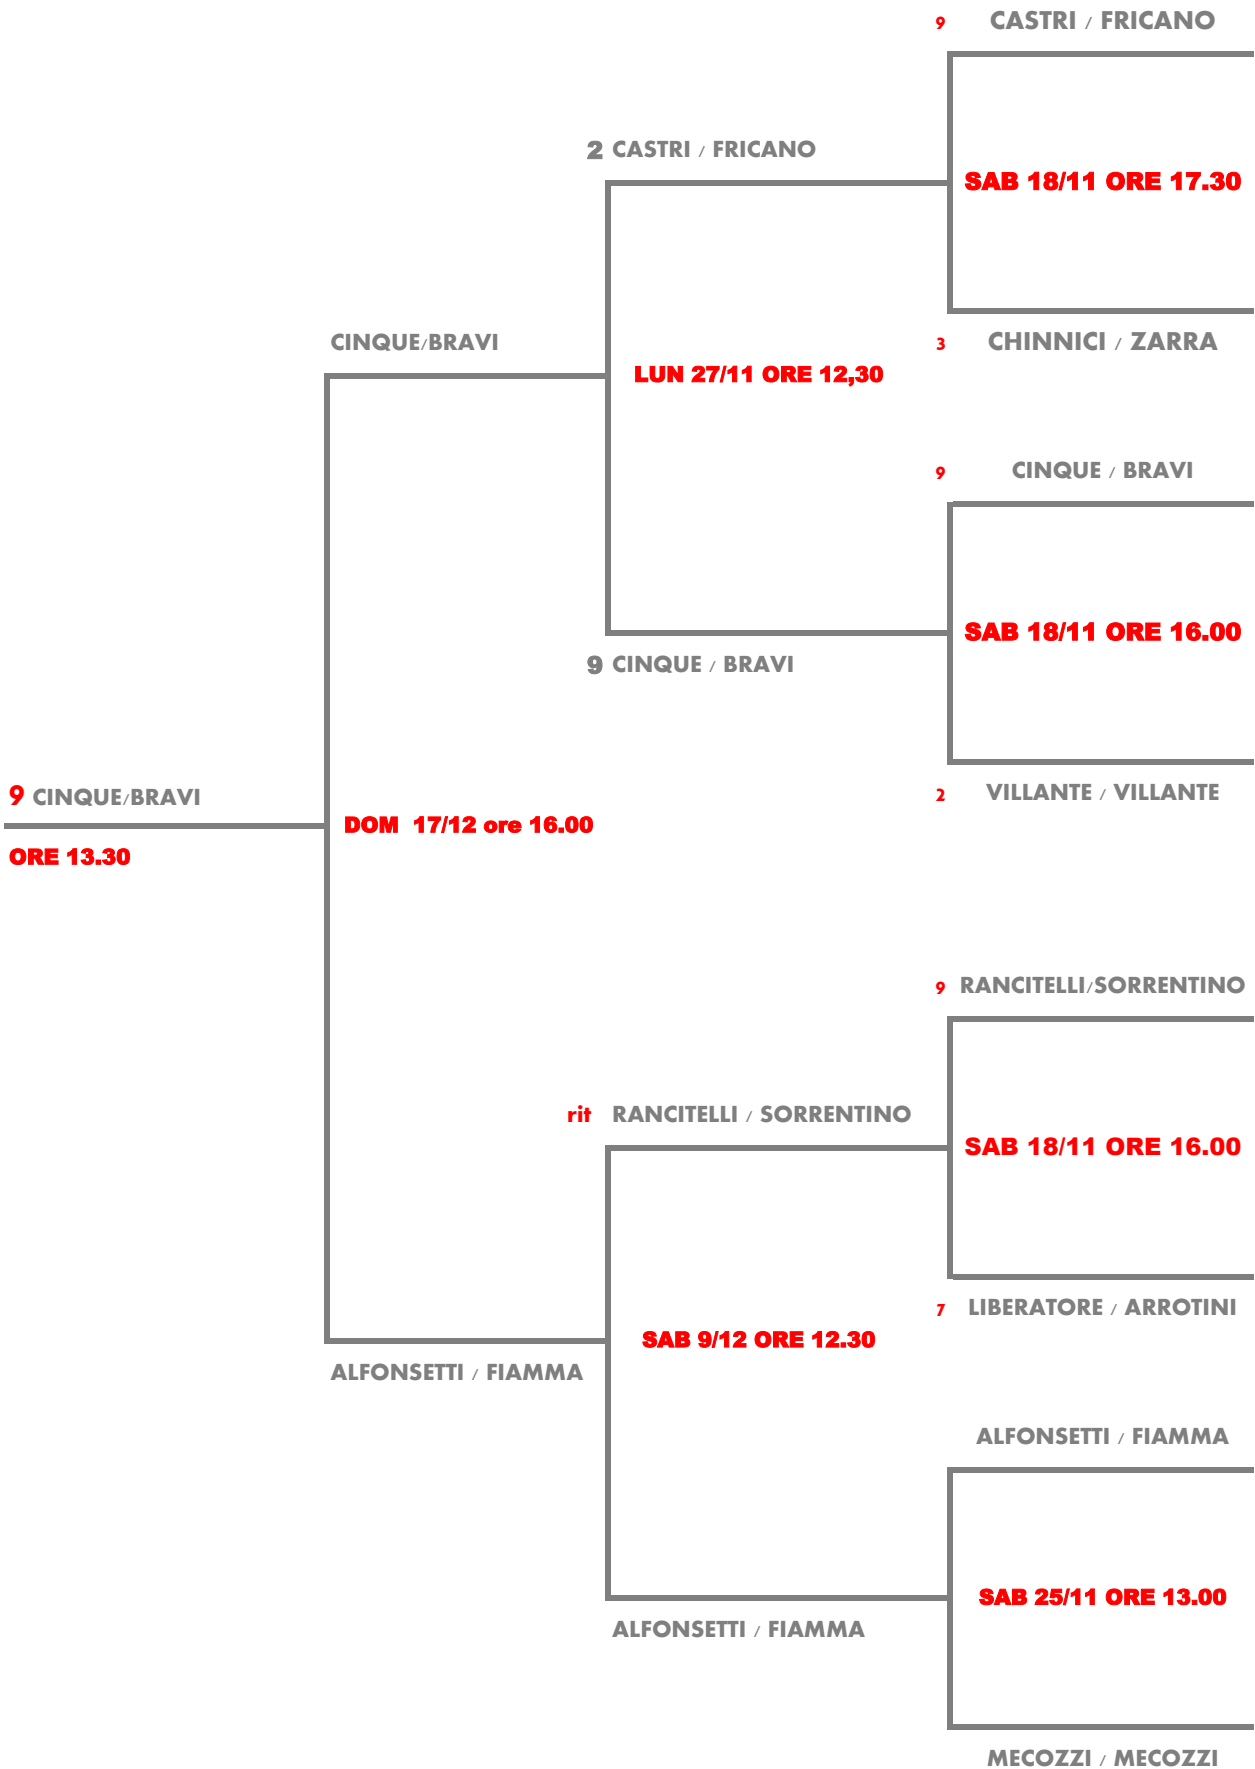 9 CASTRI / FRICANO
2 CASTRI / FRICANO
SAB 18/11 ORE 17.30
CINQUE/BRAVI
3 CHINNICI / ZARRA
LUN 27/11 ORE 12,30
9 CINQUE / BRAVI
SAB 18/11 ORE 16.00
9 CINQUE / BRAVI
9 CINQUE/BRAVI
2 VILLANTE / VILLANTE
DOM 17/12 ore 16.00
ORE 13.30
9 RANCITELLI/SORRENTINO
rit RANCITELLI / SORRENTINO
SAB 18/11 ORE 16.00
7 LIBERATORE / ARROTINI
SAB 9/12 ORE 12.30
ALFONSETTI / FIAMMA
ALFONSETTI / FIAMMA
SAB 25/11 ORE 13.00
ALFONSETTI / FIAMMA
MECOZZI / MECOZZI